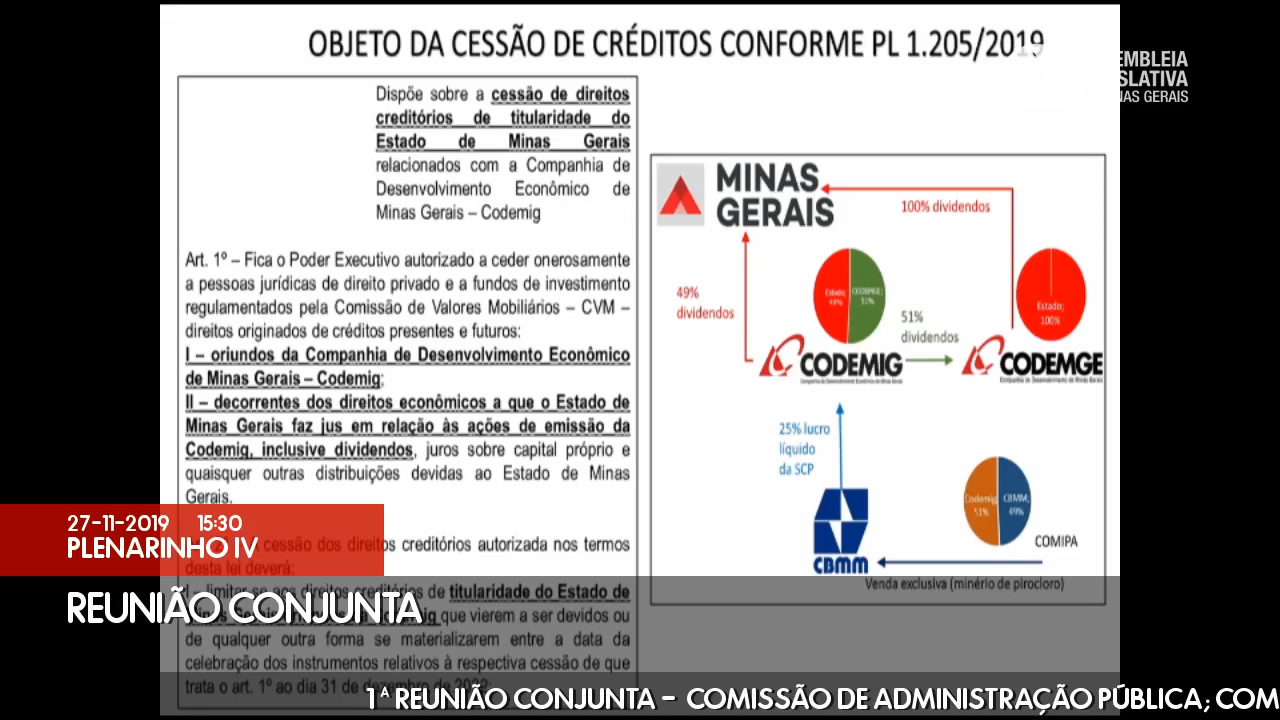 OBJETO DA CESSÃO DE CRÉDITOS CONFORME PL 1.205/2019
EMBLEIA
SLATIVA
NAS GERAIS
Dispõe sobre a cessão de direitos
creditórios de titularidade do
Estado de Minas Gerais
relacionados com a Companhia de
Desenvolvimento Econômico de
Minas Gerais – Codemig
Art. 1º – Fica o Poder Executivo autorizado a ceder onerosamente
a pessoas jurídicas de direito privado e a fundos de investimento
regulamentados pela Comissão de Valores Mobiliários – CVM –
direitos originados de créditos presentes e futuros:
I – oriundos da Companhia de Desenvolvimento Econômico
de Minas Gerais – Codemig;
II – decorrentes dos direitos econômicos a que o Estado de
Minas Gerais faz jus em relação às ações de emissão da
Codemig, inclusive dividendos, juros sobre capital próprio e
quaisquer outras distribuições devidas ao Estado de Minas
Gerais.
cessão dos direitos creditórios autorizada nos termos
desta lei deverá:
I – limitar-se aos direitos creditórios de titularidade do Estado de
que vierem a ser devidos ou
de qualquer outra forma se materializarem entre a data da
celebração dos instrumentos relativos à respectiva cessão de que
trata o art. 1º ao dia 31 de dezembro de
MINAS
GERAIS
100% dividendos
49%
dividendos
Estado;
49%
CODEMGE;
51%
Estado;
100%
51%
dividendos
CODEMIG
Companhia de Desenvolvimento Econômico de Minas Gerais
CODEMGE
Companhia de Desenvolvimento de Minas Gerais
25% lucro
líquido
da SCP
Codemig;
51%
CBMM;
49%
COMIPA
CBMM
Venda exclusiva (minério de pirocloro)
27-11-2019 15:30
PLENARINHO IV
REUNIÃO CONJUNTA
1ª REUNIÃO CONJUNTA - COMISSÃO DE ADMINISTRAÇÃO PÚBLICA; COM